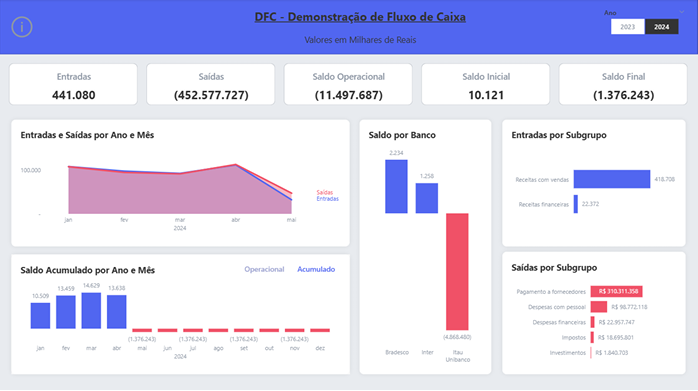 DFC - Demonstração de Fluxo de Caixa
Valores em Milhares de Reais
Ano
2023 2024
Entradas
441.080
Saídas
(452.577.727)
Saldo Operacional
(11.497.687)
Saldo Inicial
10.121
Saldo Final
(1.376.243)
Entradas e Saídas por Ano e Mês
100.000
-
Saídas
Entradas
jan fev mar abr mai
2024
Saldo Acumulado por Ano e Mês
Operacional Acumulado
10.509 13.459 14.629 13.638
(1.376.243) (1.376.243) (1.376.243) (1.376.243)
jan fev mar abr mai jun jul ago set out nov dez
2024
Saldo por Banco
2.234
1.258
(4.868.480)
Bradesco Inter Itau
Unibanco
Entradas por Subgrupo
Receitas com vendas 418.708
Receitas financeiras 22.372
Saídas por Subgrupo
Pagamento a fornecedores R$ 310.311.358
Despesas com pessoal R$ 98.772.118
Despesas financeiras R$ 22.957.747
Impostos R$ 18.695.801
Investimentos R$ 1.840.703